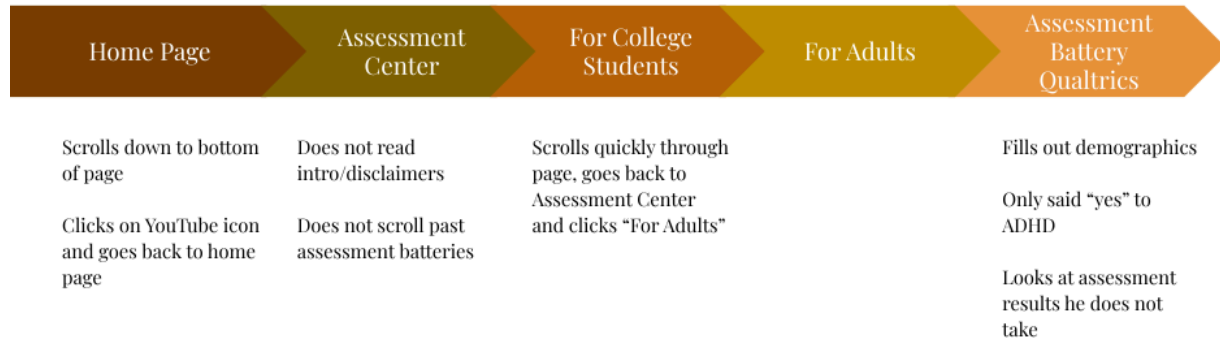 Home Page
Assessment
Center
For College
Students
For Adults
Assessment
Battery
Qualtrics
Scrolls down to bottom
of page
Clicks on YouTube icon
and goes back to home
page
Does not read
intro/disclaimers
Does not scroll past
assessment batteries
Scrolls quickly through
page, goes back to
Assessment Center
and clicks “For Adults”
Fills out demographics
Only said “yes” to
ADHD
Looks at assessment
results he does not
take